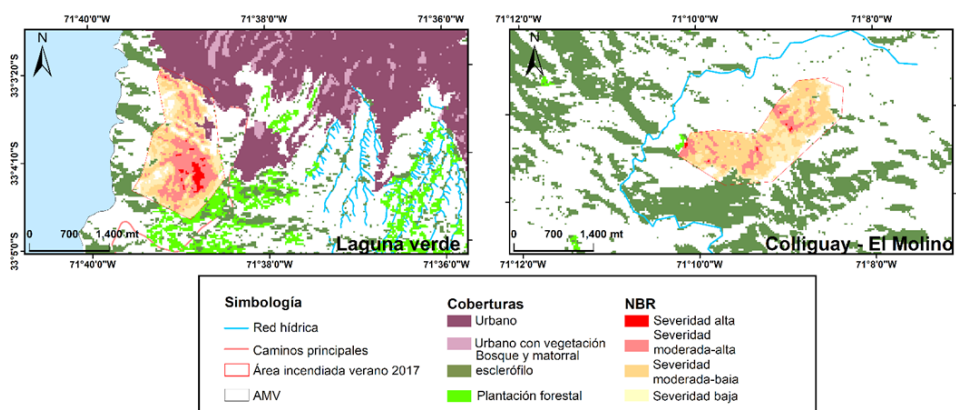 71°40'0"W
71°38'0"W
71°36'0"W
71°12'0"W
71°10'0"W
71°8'0"W
N
N
33°3'20"S
33°4'10"S
33°5'0"S
0 700 1,400 mt
Laguna verde
0 700 1,400 mt
Colliguay - El Molino
71°40'0"W
71°38'0"W
71°36'0"W
71°12'0"W
71°10'0"W
71°8'0"W
Simbología
Red hídrica
Caminos principales
Área incendiada verano 2017
AMV
Coberturas
Urbano
Urbano con vegetación
Bosque y matorral
esclerófilo
Plantación forestal
NBR
Severidad alta
Severidad
moderada-alta
Severidad
moderada-baja
Severidad baja